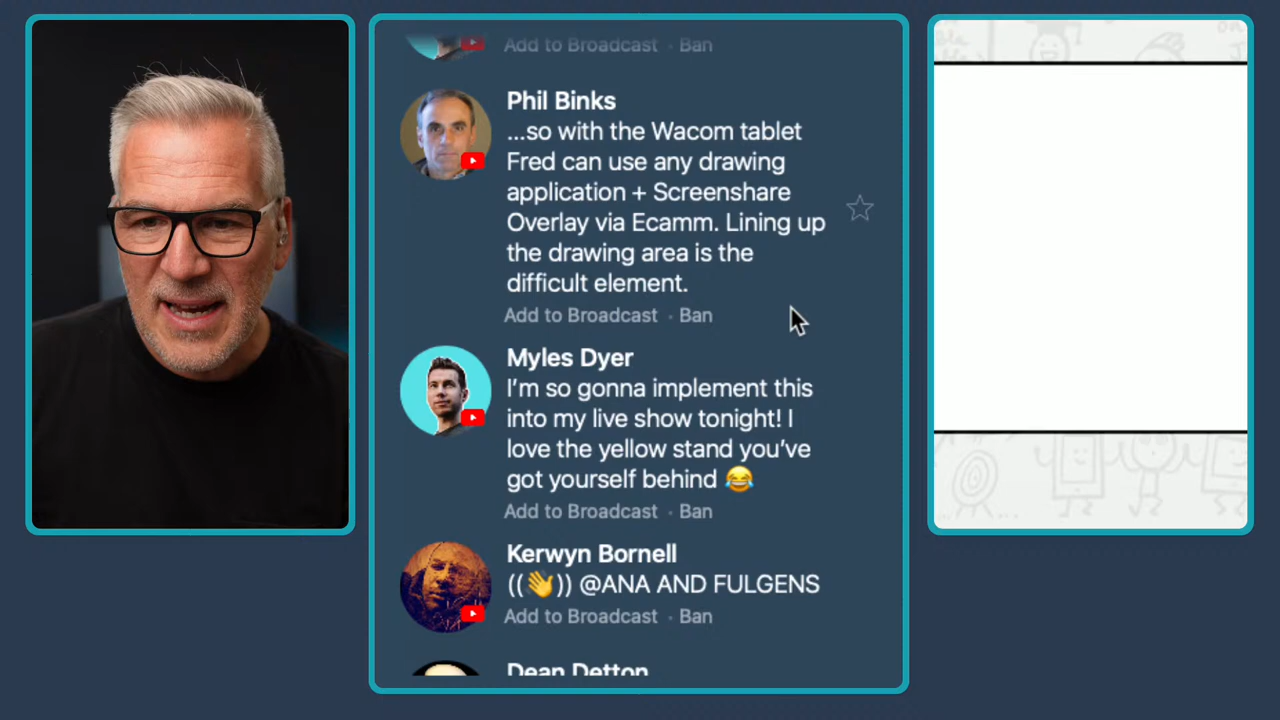 Add to Broadcast · Ban
Phil Binks
...so with the Wacom tablet
Fred can use any drawing
application + Screenshare
Overlay via Ecamm. Lining up
the drawing area is the
difficult element.
Add to Broadcast · Ban
Myles Dyer
I'm so gonna implement this
into my live show tonight! I
love the yellow stand you've
got yourself behind 😂
Add to Broadcast · Ban
Kerwyn Bornell
((👋)) @ANA AND FULGENS
Add to Broadcast · Ban
Dean Detton